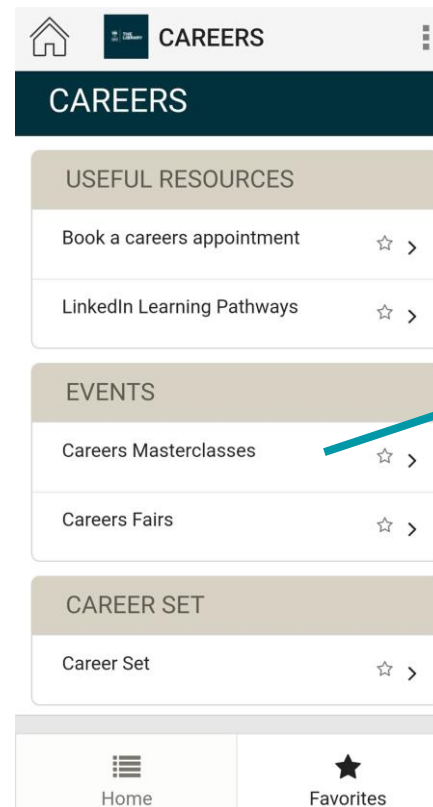 CAREERS
CAREERS
USEFUL RESOURCES
Book a careers appointment
LinkedIn Learning Pathways
EVENTS
Careers Masterclasses
Careers Fairs
CAREER SET
Career Set
Home
Favorites